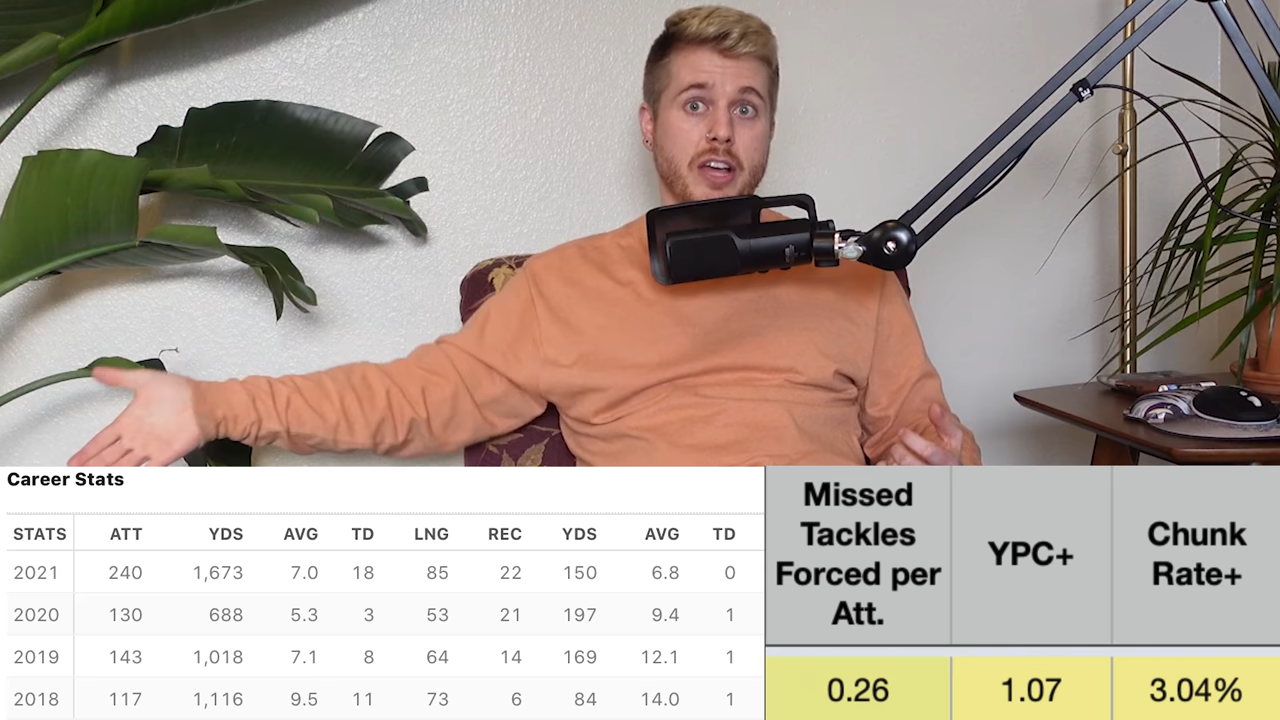 Career Stats
STATS ATT YDS AVG TD LNG REC YDS AVG TD
2021 240 1,673 7.0 18 85 22 150 6.8 0
2020 130 688 5.3 3 53 21 197 9.4 1
2019 143 1,018 7.1 8 64 14 169 12.1 1
2018 117 1,116 9.5 11 73 6 84 14.0 1
Missed
Tackles
Forced per
Att.
YPC+
Chunk
Rate+
0.26 1.07 3.04%